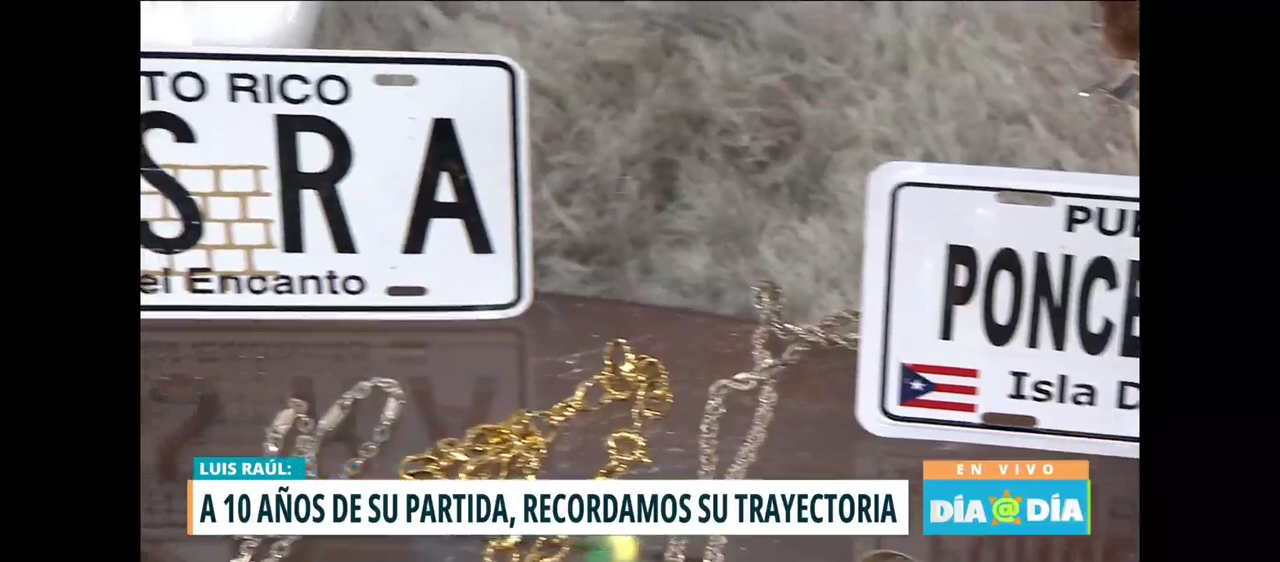 TO RICO
S R A
el Encanto
PUE
PONCE
Isla D
LUIS RAÚL:
A 10 AÑOS DE SU PARTIDA, RECORDAMOS SU TRAYECTORIA
EN VIVO
DÍA @ DÍA